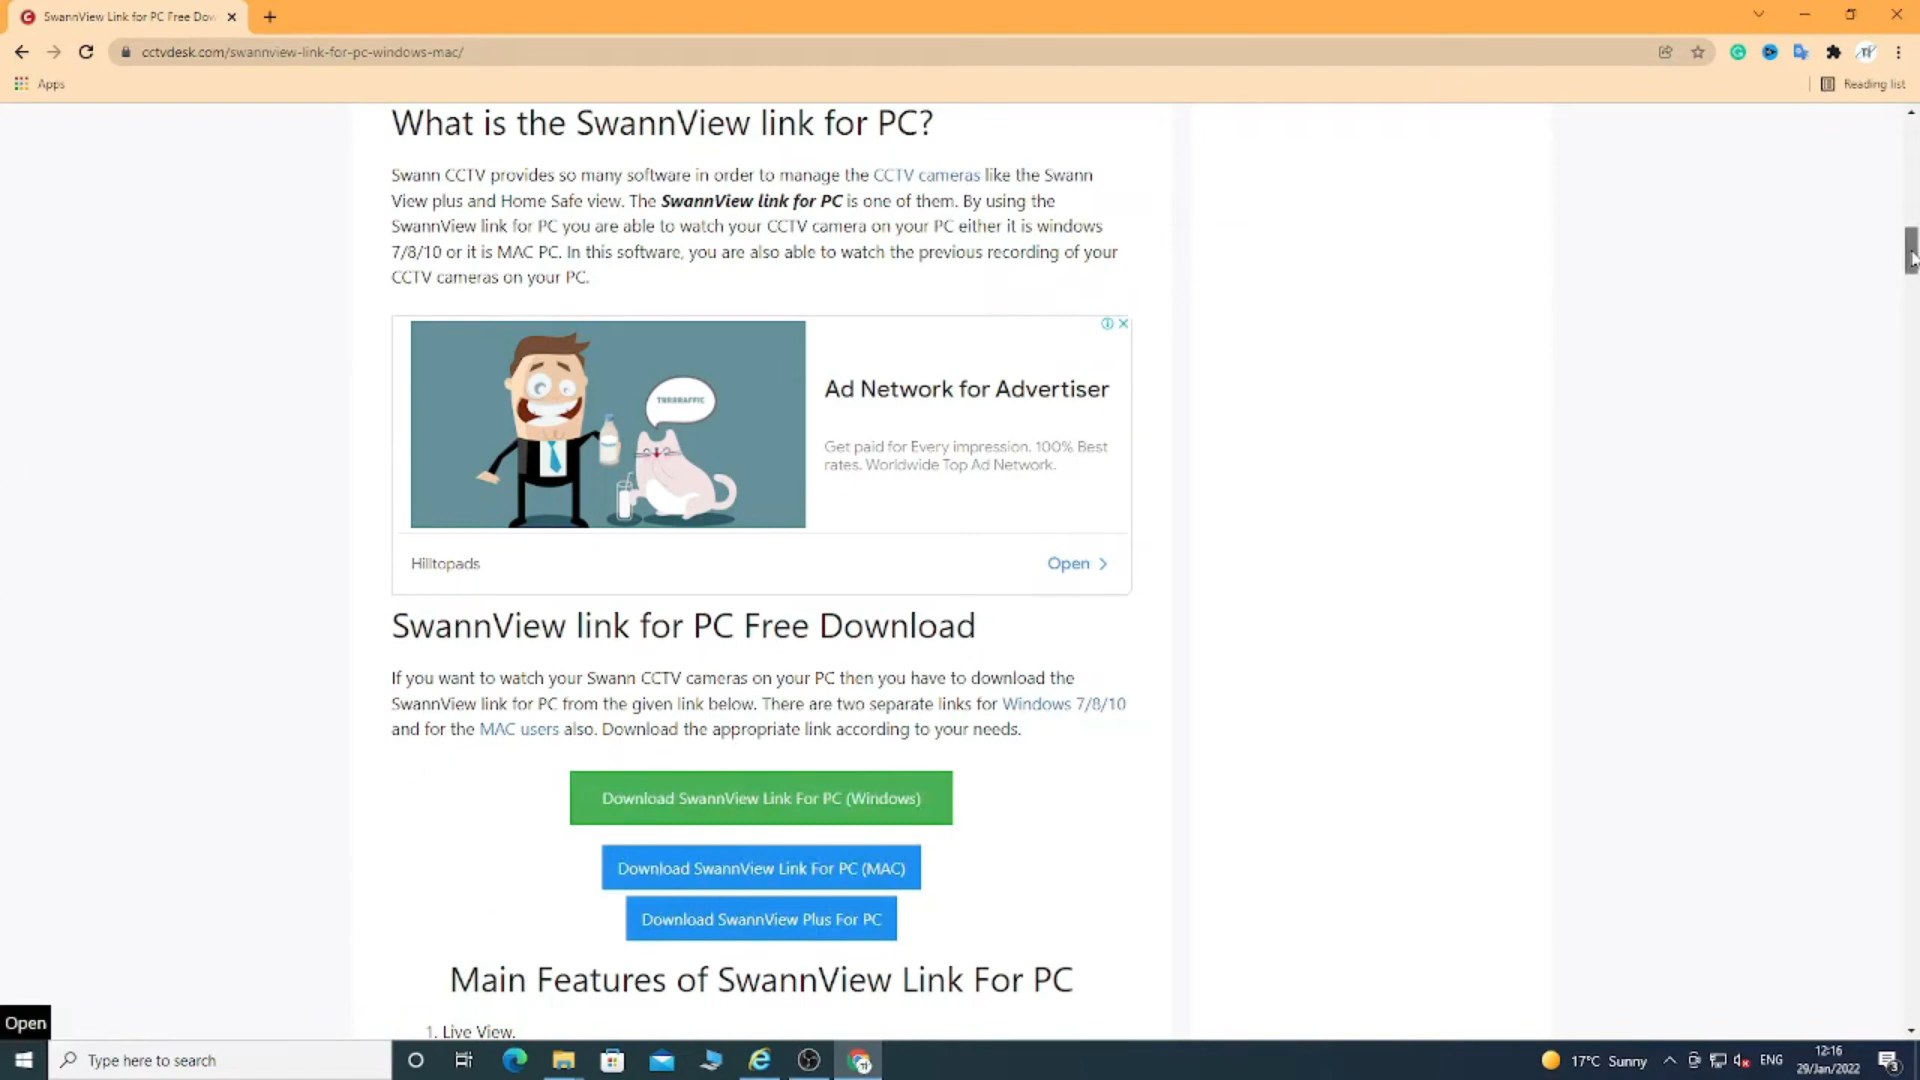 SwannView Link for PC Free Dow
cctvdesk.com/swannview-link-for-pc-windows-mac/
Apps
Reading list
What is the SwannView link for PC?
Swann CCTV provides so many software in order to manage the CCTV cameras like the Swann
View plus and Home Safe view. The SwannView link for PC is one of them. By using the
SwannView link for PC you are able to watch your CCTV camera on your PC either it is windows
7/8/10 or it is MAC PC. In this software, you are also able to watch the previous recording of your
CCTV cameras on your PC.
TRRRRAFFIC
Ad Network for Advertiser
Get paid for Every impression. 100% Best
rates. Worldwide Top Ad Network.
Hilltopads
Open
SwannView link for PC Free Download
If you want to watch your Swann CCTV cameras on your PC then you have to download the
SwannView link for PC from the given link below. There are two separate links for Windows 7/8/10
and for the MAC users also. Download the appropriate link according to your needs.
Download SwannView Link For PC (Windows)
Download SwannView Link For PC (MAC)
Download SwannView Plus For PC
Main Features of SwannView Link For PC
1. Live View.
Open
Type here to search
17°C Sunny
ENG
12:16
29/Jan/2022
3